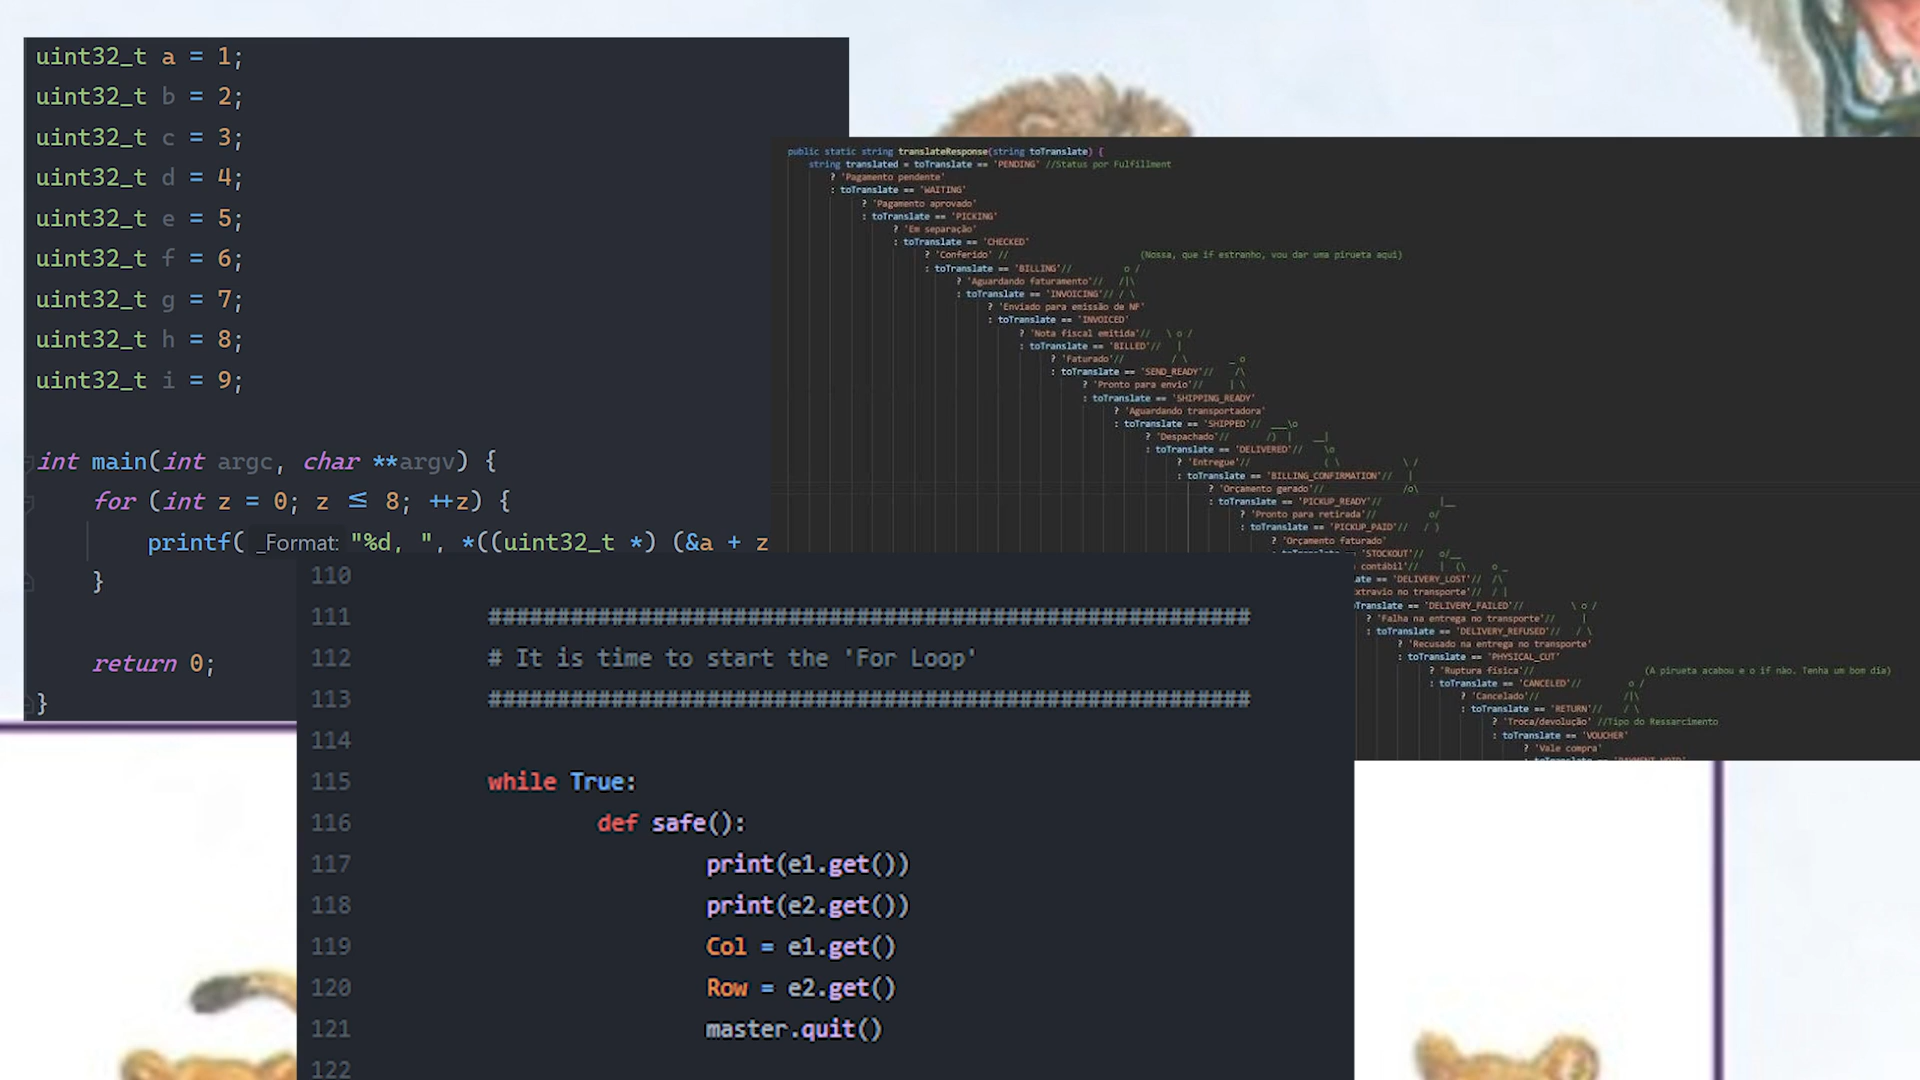 uint32_t a = 1;
uint32_t b = 2;
uint32_t c = 3;
uint32_t d = 4;
uint32_t e = 5;
uint32_t f = 6;
uint32_t g = 7;
uint32_t h = 8;
uint32_t i = 9;
int main(int argc, char **argv) {
for (int z = 0; z ≤ 8; ++z) {
printf( _Format: "%d, ", *((uint32_t *) (&a + z
}
return 0;
}
public static string translateResponse(string toTranslate) {
string translated = toTranslate == 'PENDING' //Status por Fulfillment
? 'Pagamento pendente'
: toTranslate == 'WAITING'
? 'Pagamento aprovado'
: toTranslate == 'PICKING'
? 'Em separação'
: toTranslate == 'CHECKED'
? 'Conferido' // (Nossa, que if estranho, vou dar uma pirueta aqui)
: toTranslate == 'BILLING'// o /
? 'Aguardando faturamento'// /|\
: toTranslate == 'INVOICING'// / \
? 'Enviado para emissão de NF'
: toTranslate == 'INVOICED'
? 'Nota fiscal emitida'// \ o /
: toTranslate == 'BILLED'// |
? 'Faturado'// / \ _ o
: toTranslate == 'SEND_READY'// /\
? 'Pronto para envio'// | \
: toTranslate == 'SHIPPING_READY'
? 'Aguardando transportadora'
: toTranslate == 'SHIPPED'// ___\o
? 'Despachado'// /) | __|
: toTranslate == 'DELIVERED'// \o
? 'Entregue'// ( \ \ /
: toTranslate == 'BILLING_CONFIRMATION'// |
? 'Orçamento gerado'// /o\
: toTranslate == 'PICKUP_READY'// |__
? 'Pronto para retirada'// o/
: toTranslate == 'PICKUP_PAID'// / )
? 'Orçamento faturado'
: toTranslate == 'STOCKOUT'// o/__
contábil'// | (\ o _
ate == 'DELIVERY_LOST'// /\
xtravio no transporte'// / |
Translate == 'DELIVERY_FAILED'// \ o /
? 'Falha na entrega no transporte'// |
: toTranslate == 'DELIVERY_REFUSED'// / \
? 'Recusado na entrega no transporte'
: toTranslate == 'PHYSICAL_CUT'
? 'Ruptura física'// (A pirueta acabou e o if não. Tenha um bom dia)
: toTranslate == 'CANCELED'// o /
? 'Cancelado'// /|\
: toTranslate == 'RETURN'// / \
? 'Troca/devolução' //Tipo do Ressarcimento
: toTranslate == 'VOUCHER'
? 'Vale compra'
110
111 ########################################################
112 # It is time to start the 'For Loop'
113 ########################################################
114
115 while True:
116 def safe():
117 print(e1.get())
118 print(e2.get())
119 Col = e1.get()
120 Row = e2.get()
121 master.quit()
122